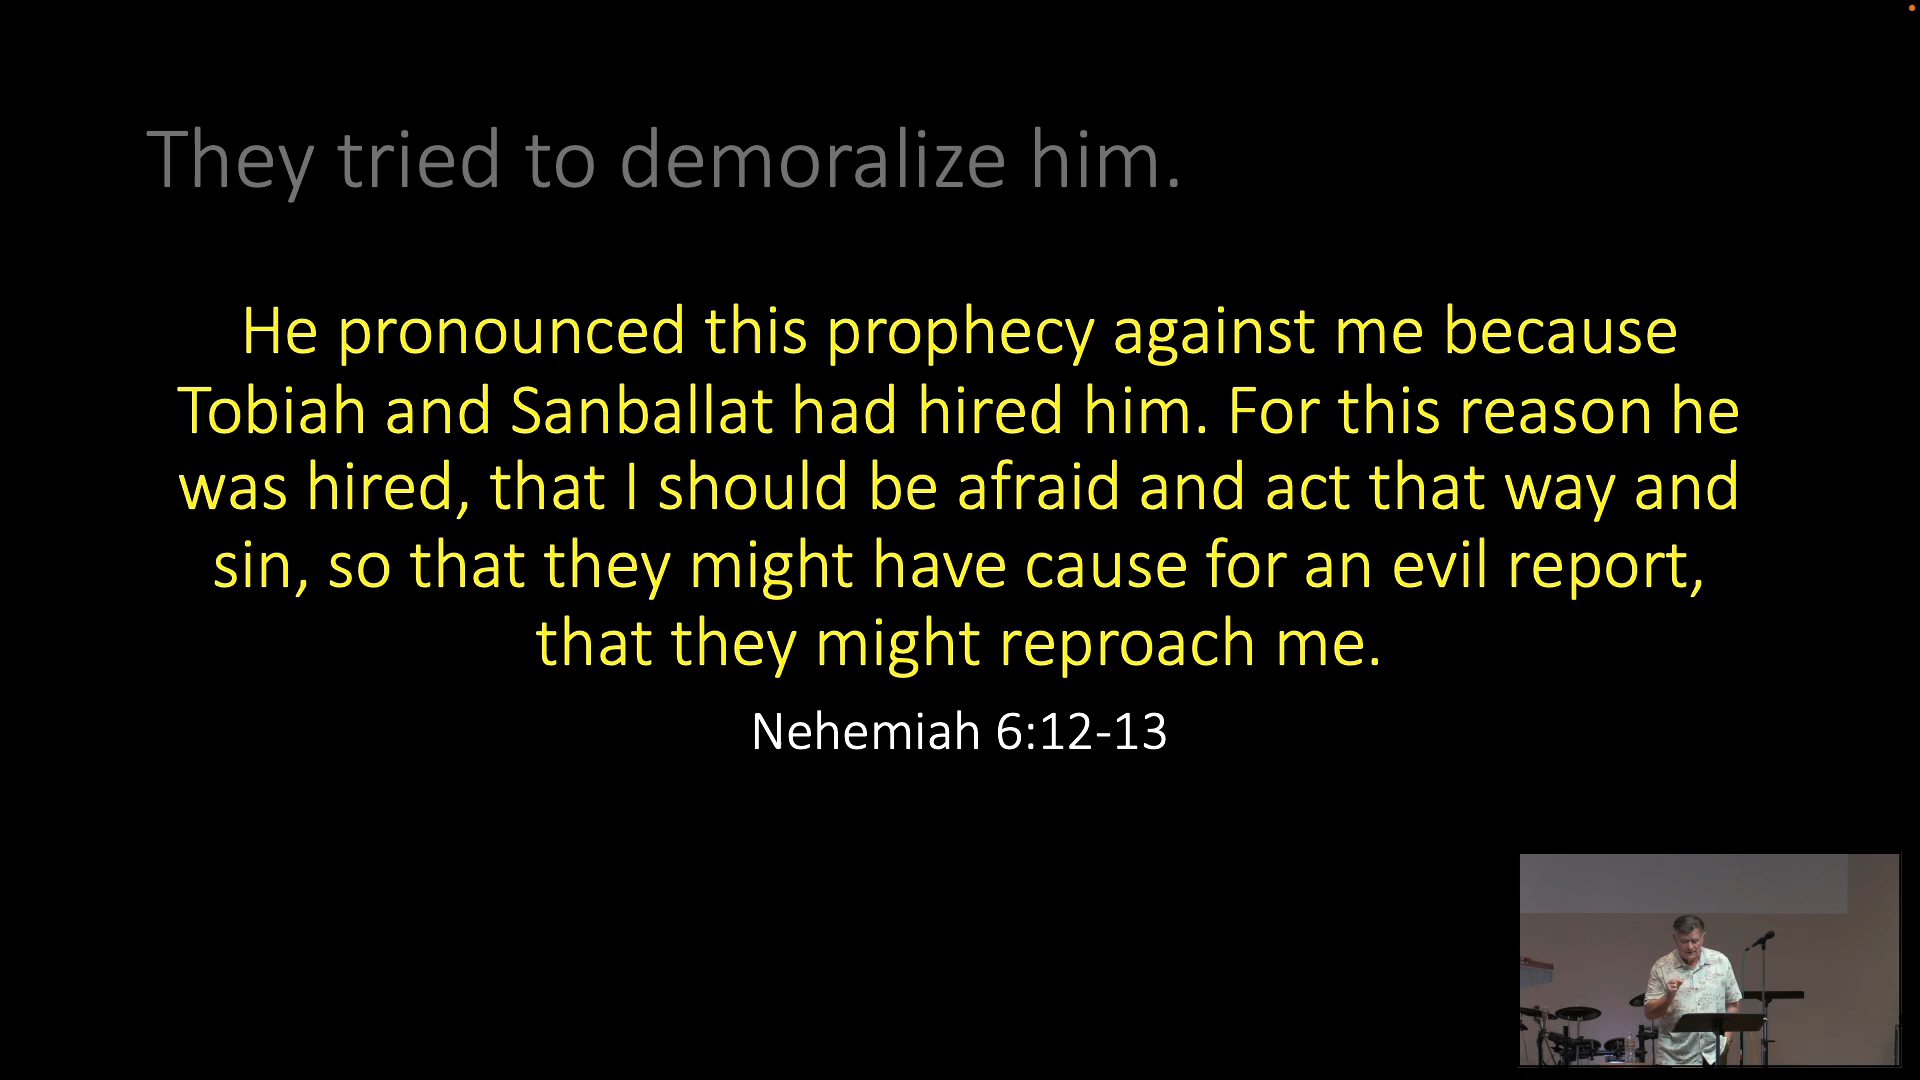 They tried to demoralize him.
He pronounced this prophecy against me because
Tobiah and Sanballat had hired him. For this reason he
was hired, that I should be afraid and act that way and
sin, so that they might have cause for an evil report,
that they might reproach me.
Nehemiah 6:12-13